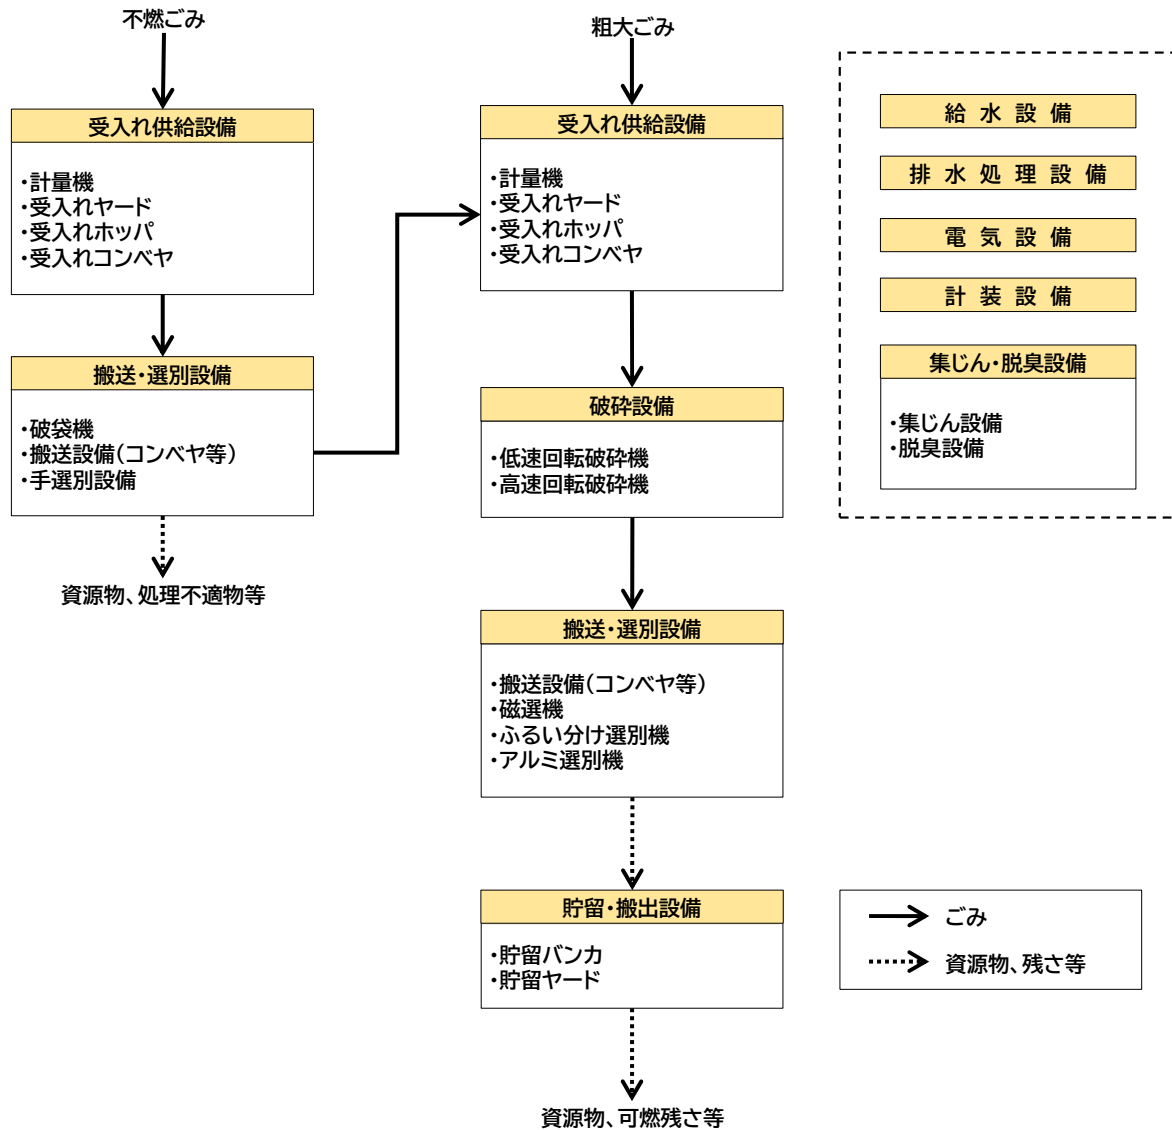 不燃ごみ
受入れ供給設備
・計量機
・受入れヤード
・受入れホッパ
・受入れコンベヤ
搬送・選別設備
・破袋機
・搬送設備(コンベヤ等)
・手選別設備
資源物、処理不適物等
粗大ごみ
受入れ供給設備
・計量機
・受入れヤード
・受入れホッパ
・受入れコンベヤ
破砕設備
・低速回転破砕機
・高速回転破砕機
搬送・選別設備
・搬送設備(コンベヤ等)
・磁選機
・ふるい分け選別機
・アルミ選別機
貯留・搬出設備
・貯留バンカ
・貯留ヤード
資源物、可燃残さ等
給水設備
排水処理設備
電気設備
計装設備
集じん・脱臭設備
・集じん設備
・脱臭設備
ごみ
資源物、残さ等